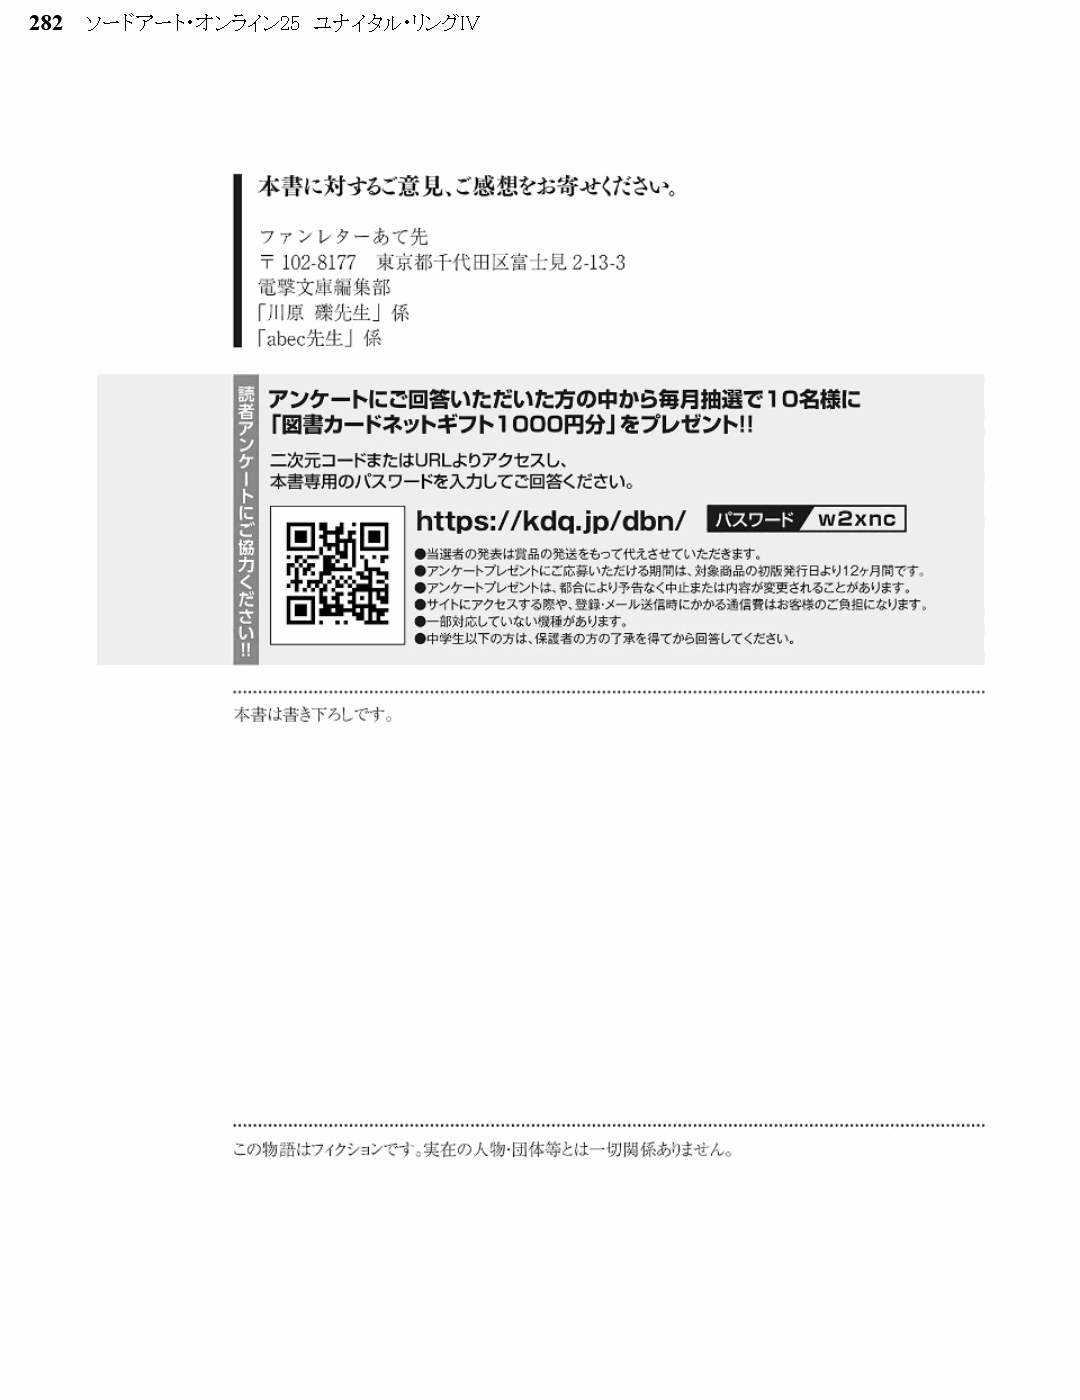 282　ソードアート・オンライン25　ユナイタル・リングⅣ
本書に対するご意見、ご感想をお寄せください。
ファンレターあて先
〒102-8177　東京都千代田区富士見2-13-3
電撃文庫編集部
「川原 礫先生」係
「abec先生」係
読者アンケートにご協力ください!!
アンケートにご回答いただいた方の中から毎月抽選で10名様に
「図書カードネットギフト1000円分」をプレゼント!!
二次元コードまたはURLよりアクセスし、
本書専用のパスワードを入力してご回答ください。
https://kdq.jp/dbn/　パスワード　w2xnc
●当選者の発表は賞品の発送をもって代えさせていただきます。
●アンケートプレゼントにご応募いただける期間は、対象商品の初版発行日より12ヶ月間です。
●アンケートプレゼントは、都合により予告なく中止または内容が変更されることがあります。
●サイトにアクセスする際や、登録・メール送信時にかかる通信費はお客様のご負担になります。
●一部対応していない機種があります。
●中学生以下の方は、保護者の方の了承を得てから回答してください。
本書は書き下ろしです。
この物語はフィクションです。実在の人物・団体等とは一切関係ありません。